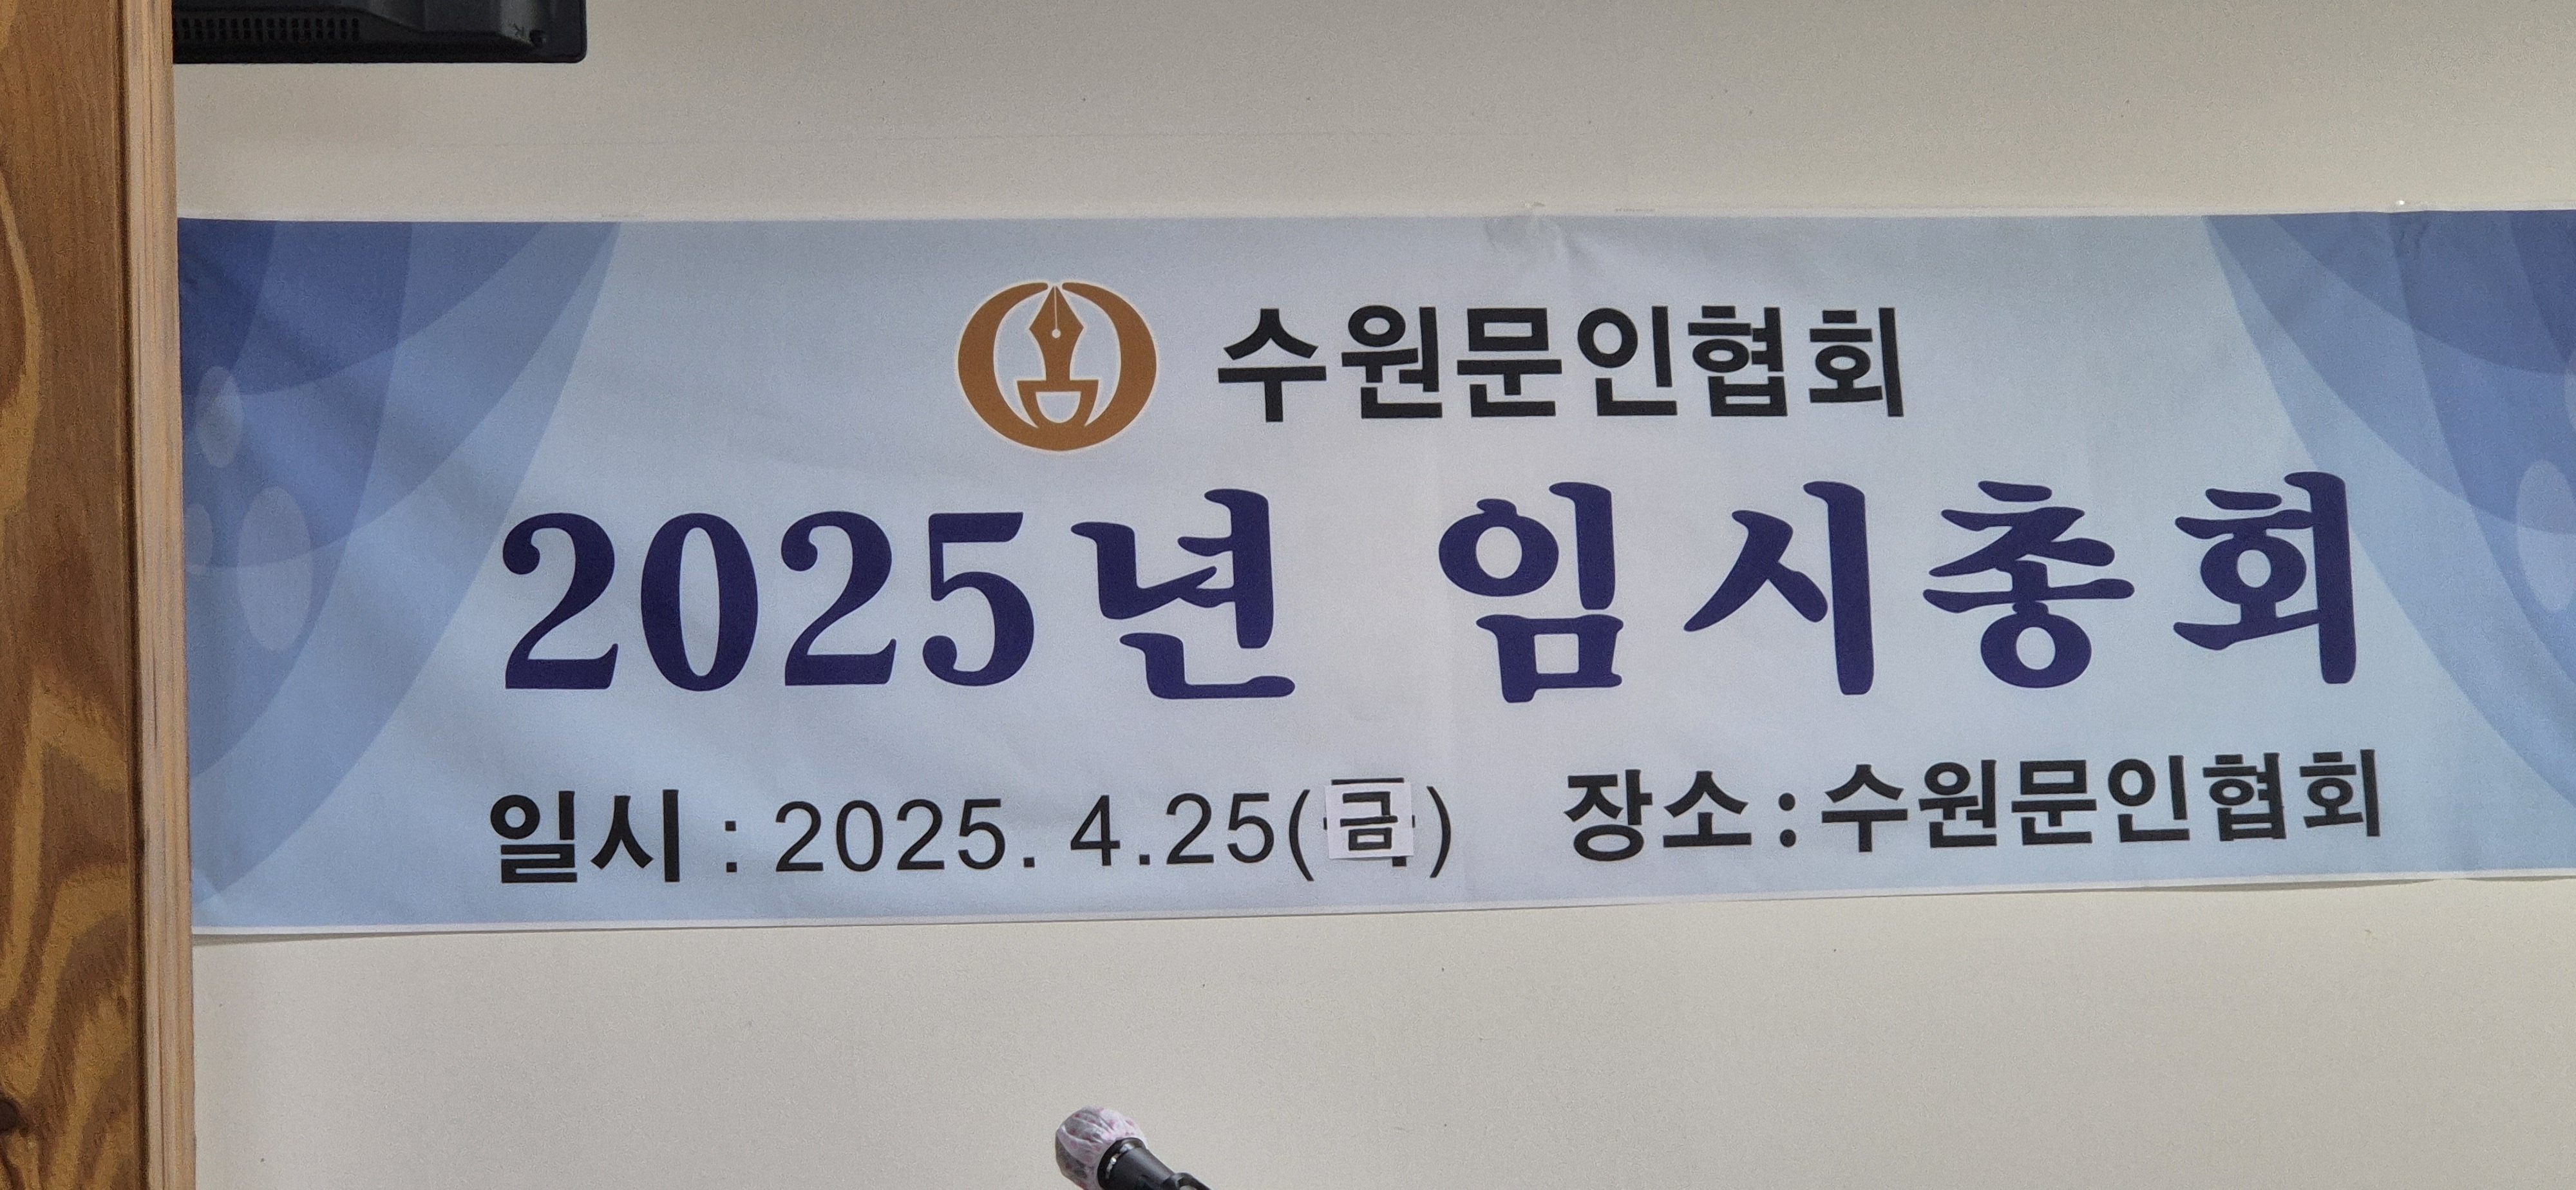 수원문인협회
2025년 임시총회
일시 : 2025. 4.25(금) 장소 : 수원문인협회